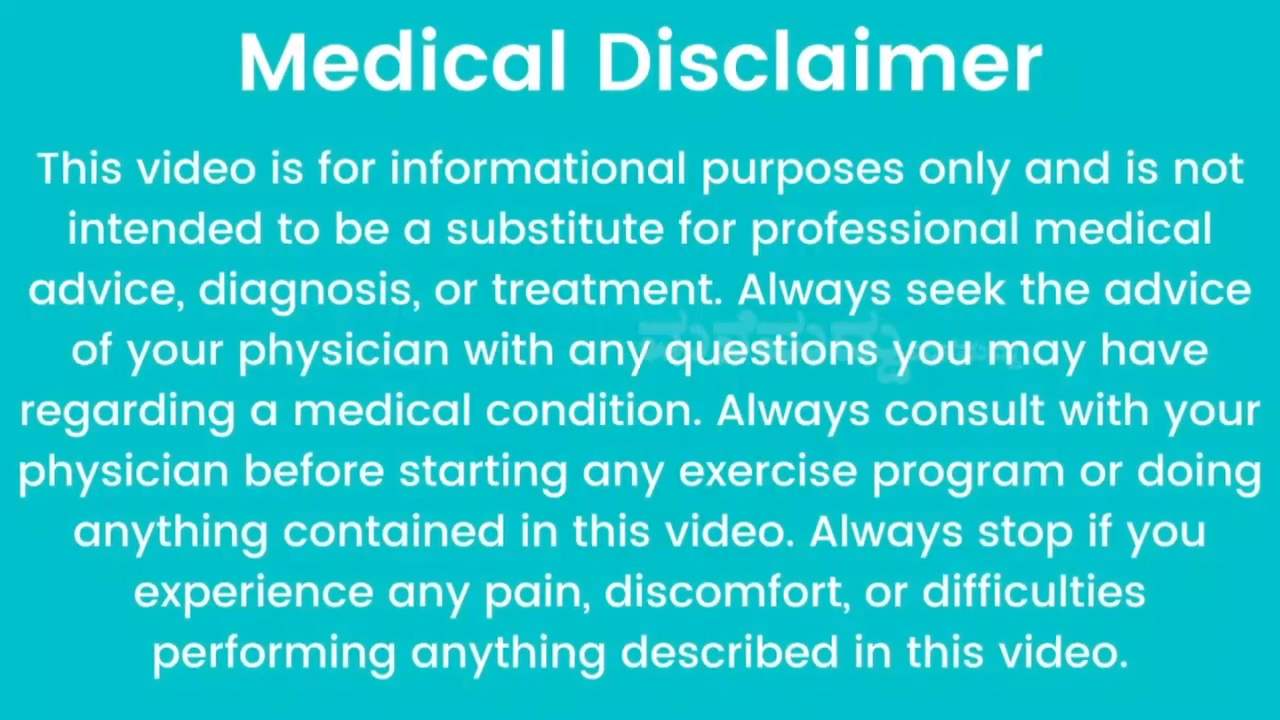 Medical Disclaimer
This video is for informational purposes only and is not
intended to be a substitute for professional medical
advice, diagnosis, or treatment. Always seek the advice
of your physician with any questions you may have
regarding a medical condition. Always consult with your
physician before starting any exercise program or doing
anything contained in this video. Always stop if you
experience any pain, discomfort, or difficulties
performing anything described in this video.